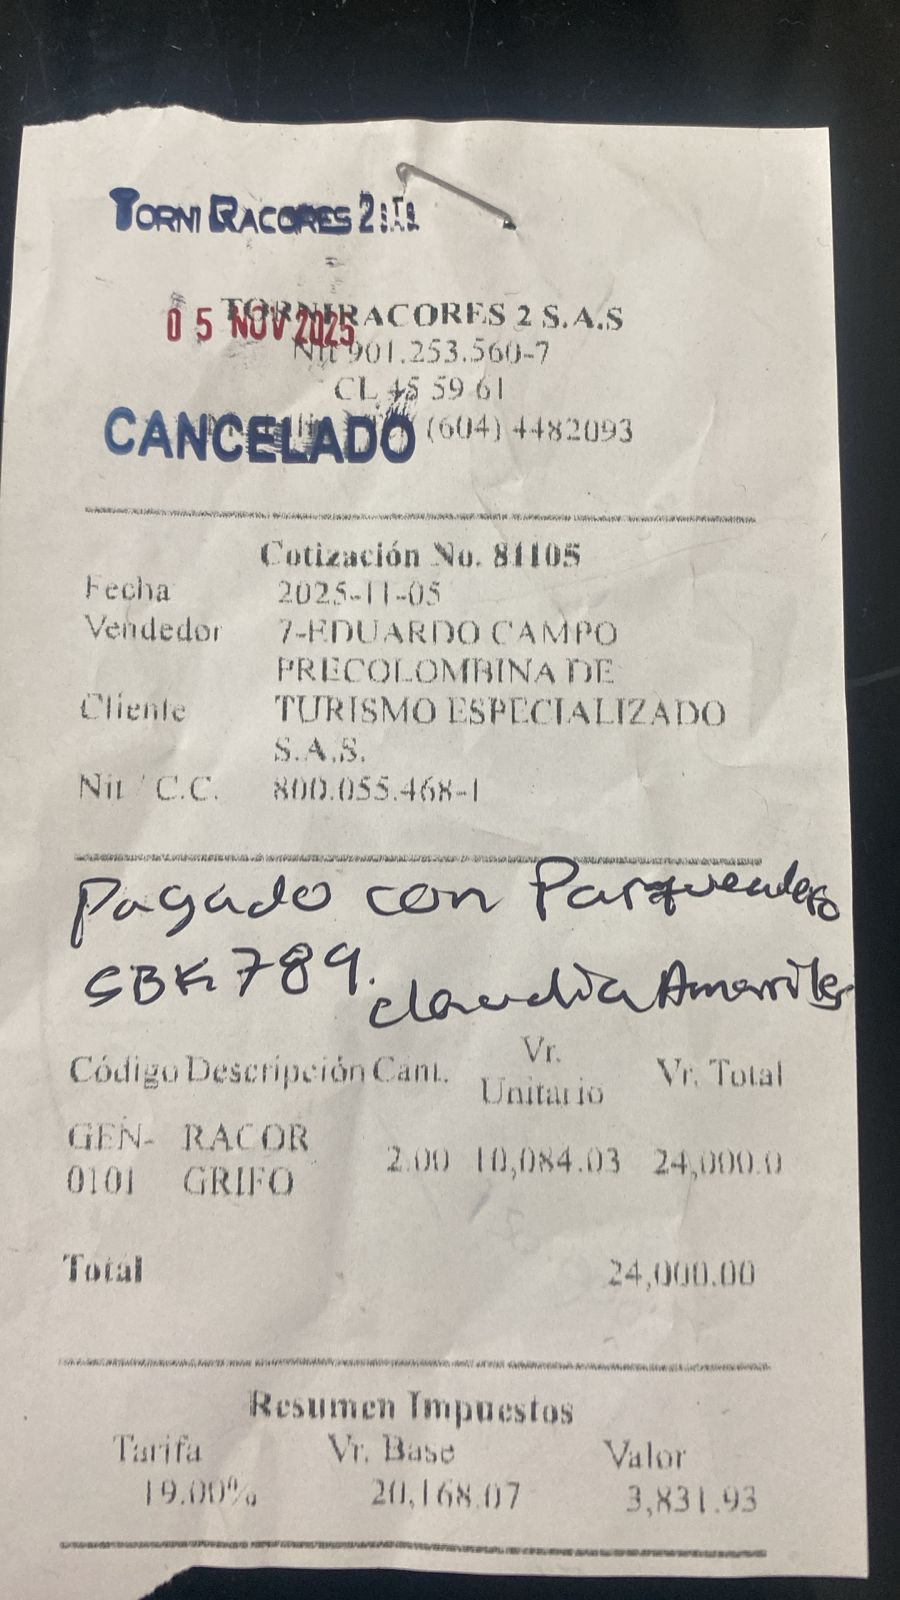 TORNI RACORES 2
TORNIRACORES 2 S.A.S
05 NOV 2025
Nit 901.253.560-7
CL 45 59 61
CANCELADO (604) 4482093
Cotización No. 81105
Fecha 2025-11-05
Vendedor 7-EDUARDO CAMPO
PRECOLOMBINA DE
Cliente TURISMO ESPECIALIZADO
S.A.S.
Nit / C.C. 800.055.468-1
Pagado con Parqueadero
SBK789. Claudia Amariles
Vr.
Código Descripción Cant. Vr. Total
Unitario
GEN- RACOR
2.00 10,084.03 24,000.0
0101 GRIFO
Total 24,000.00
Resumen Impuestos
Tarifa Vr. Base Valor
19.00% 20,168.07 3,831.93